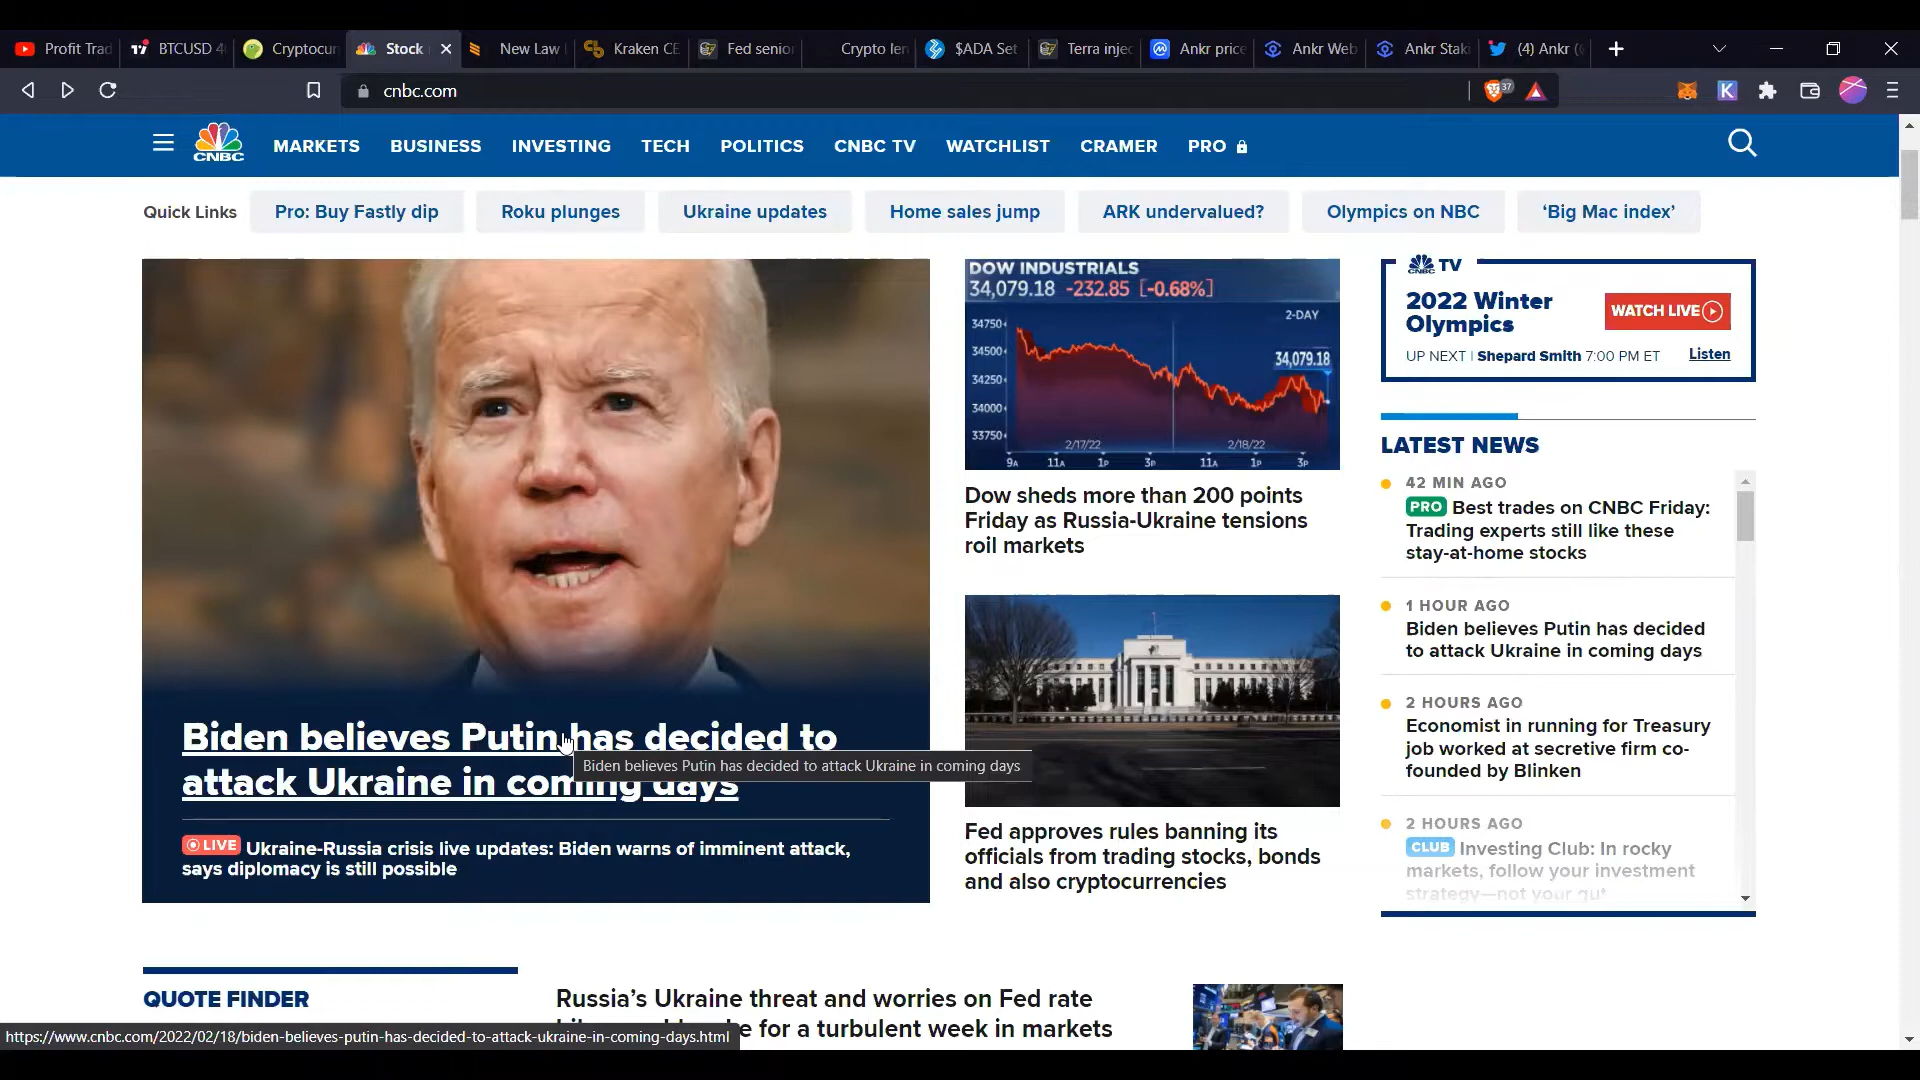 Profit Trad
BTCUSD 4
Cryptocur
Stock
New Law
Kraken CE
Fed senio
Crypto len
$ADA Set
Terra injec
Ankr price
Ankr Web
Ankr Staki
(4) Ankr (
cnbc.com
37
K
CNBC
MARKETS
BUSINESS
INVESTING
TECH
POLITICS
CNBC TV
WATCHLIST
CRAMER
PRO
Quick Links
Pro: Buy Fastly dip
Roku plunges
Ukraine updates
Home sales jump
ARK undervalued?
Olympics on NBC
‘Big Mac index’
Biden believes Putin has decided to
attack Ukraine in coming days
Biden believes Putin has decided to attack Ukraine in coming days
LIVE Ukraine-Russia crisis live updates: Biden warns of imminent attack,
says diplomacy is still possible
DOW INDUSTRIALS
34,079.18 -232.85 [-0.68%]
2-DAY
34750
34500
34250
34000
33750
34,079.18
2/17/22
2/18/22
9A 11A 1P 3P 11A 1P 3P
Dow sheds more than 200 points
Friday as Russia-Ukraine tensions
roil markets
Fed approves rules banning its
officials from trading stocks, bonds
and also cryptocurrencies
CNBC TV
2022 Winter
Olympics
WATCH LIVE
UP NEXT | Shepard Smith 7:00 PM ET
Listen
LATEST NEWS
42 MIN AGO
PRO Best trades on CNBC Friday:
Trading experts still like these
stay-at-home stocks
1 HOUR AGO
Biden believes Putin has decided
to attack Ukraine in coming days
2 HOURS AGO
Economist in running for Treasury
job worked at secretive firm co-
founded by Blinken
2 HOURS AGO
CLUB Investing Club: In rocky
markets, follow your investment
strategy—not your gut
QUOTE FINDER
Russia’s Ukraine threat and worries on Fed rate
e for a turbulent week in markets
https://www.cnbc.com/2022/02/18/biden-believes-putin-has-decided-to-attack-ukraine-in-coming-days.html